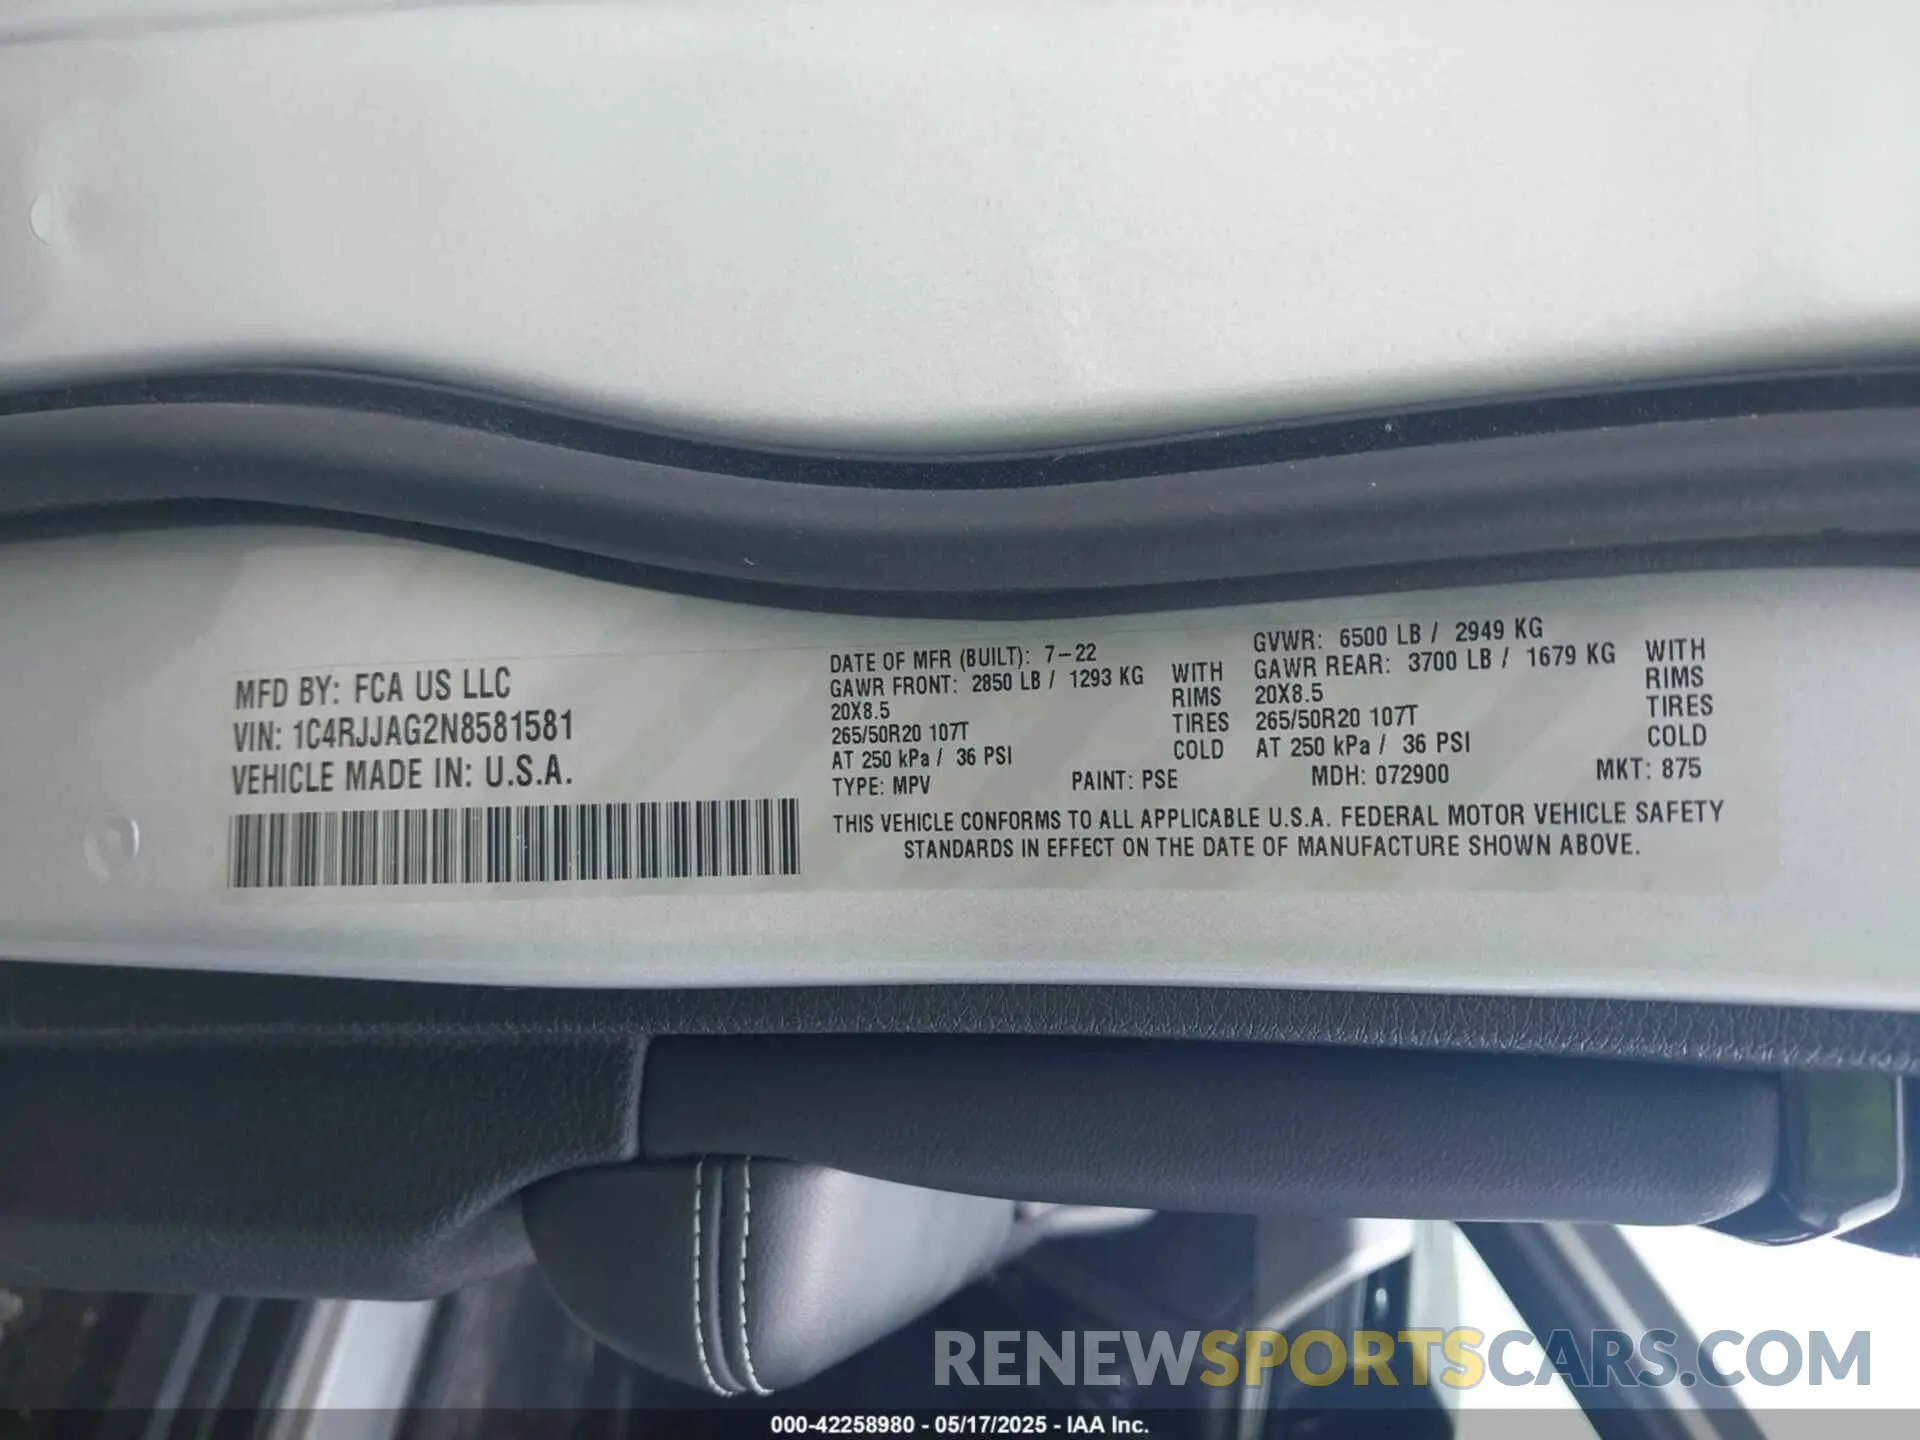 MFD BY: FCA US LLC
VIN: 1C4RJJAG2N8581581
VEHICLE MADE IN: U.S.A.
DATE OF MFR (BUILT): 7-22
GAWR FRONT: 2850 LB / 1293 KG WITH
20X8.5 RIMS
265/50R20 107T TIRES
AT 250 kPa / 36 PSI COLD
GVWR: 6500 LB / 2949 KG
GAWR REAR: 3700 LB / 1679 KG WITH
20X8.5 RIMS
265/50R20 107T TIRES
AT 250 kPa / 36 PSI COLD
TYPE: MPV PAINT: PSE MDH: 072900 MKT: 875
THIS VEHICLE CONFORMS TO ALL APPLICABLE U.S.A. FEDERAL MOTOR VEHICLE SAFETY
STANDARDS IN EFFECT ON THE DATE OF MANUFACTURE SHOWN ABOVE.
RENEWSPORTSCARS.COM
000-42258980 - 05/17/2025 - IAA Inc.